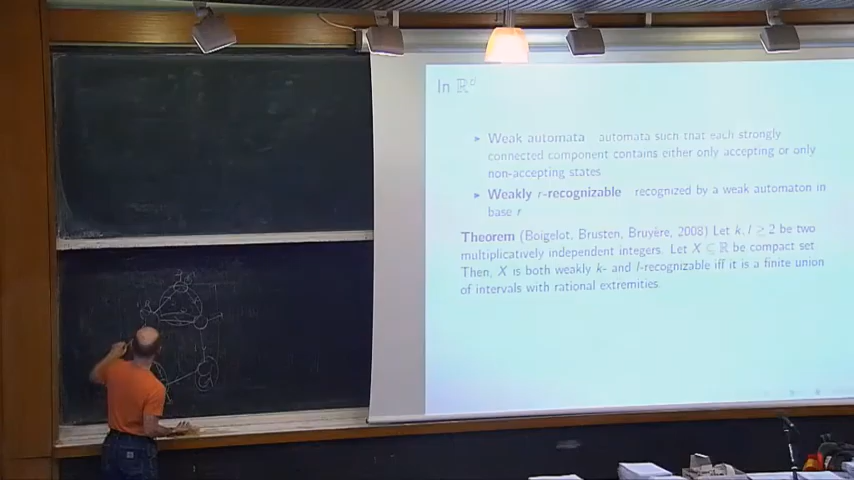 In ℝᵈ
▸ Weak automata automata such that each strongly
connected component contains either only accepting or only
non-accepting states
▸ Weakly r-recognizable recognized by a weak automaton in
base r
Theorem (Boigelot, Brusten, Bruyère, 2008) Let k, l ≥ 2 be two
multiplicatively independent integers. Let X ⊆ ℝ be compact set
Then, X is both weakly k- and l-recognizable iff it is a finite union
of intervals with rational extremities.